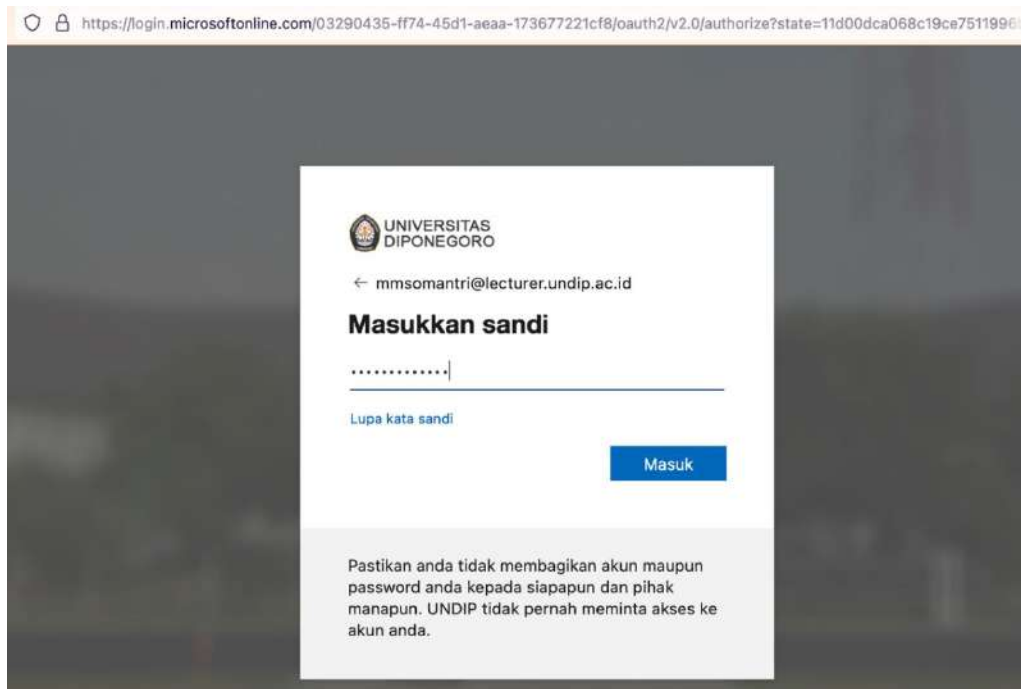 https://login.microsoftonline.com/03290435-ff74-45d1-aeaa-173677221cf8/oauth2/v2.0/authorize?state=11d00dca068c19ce7511996
UNIVERSITAS
DIPONEGORO
← mmsomantri@lecturer.undip.ac.id
Masukkan sandi
.............
Lupa kata sandi
Masuk
Pastikan anda tidak membagikan akun maupun
password anda kepada siapapun dan pihak
manapun. UNDIP tidak pernah meminta akses ke
akun anda.